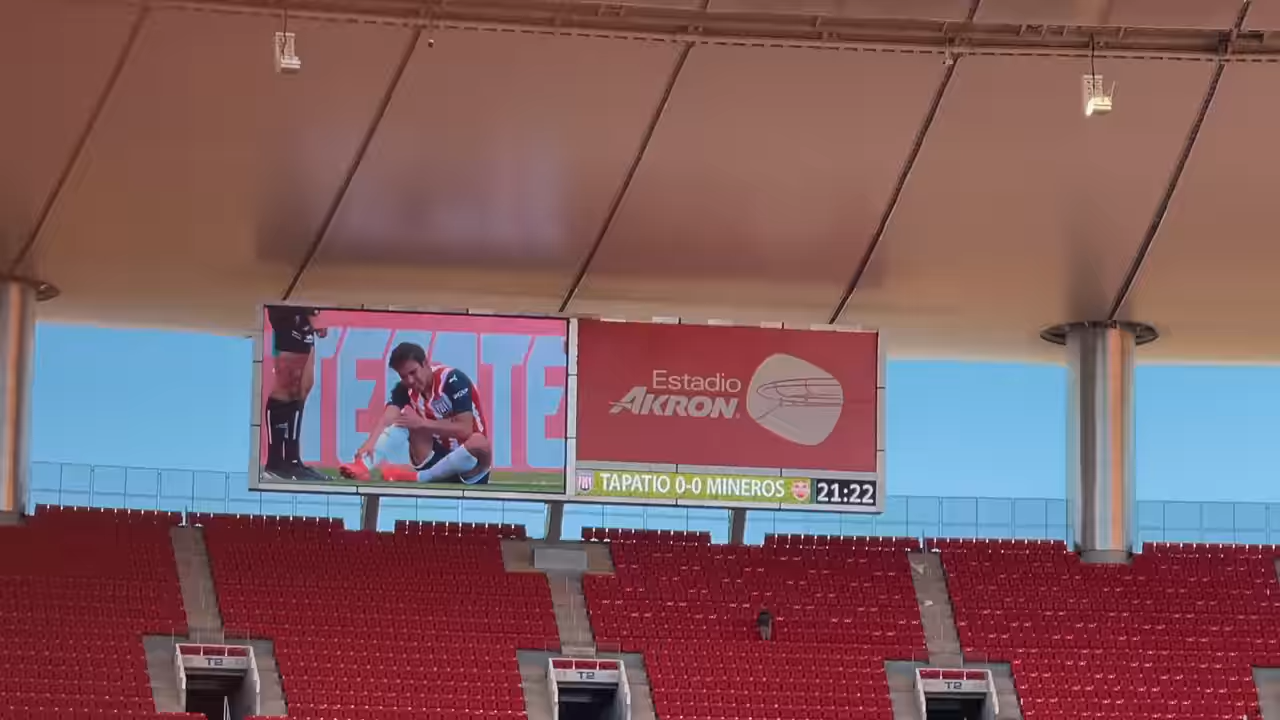 TECATE
Estadio
AKRON
TAPATIO 0-0 MINEROS 21:22
T2
T2
T2